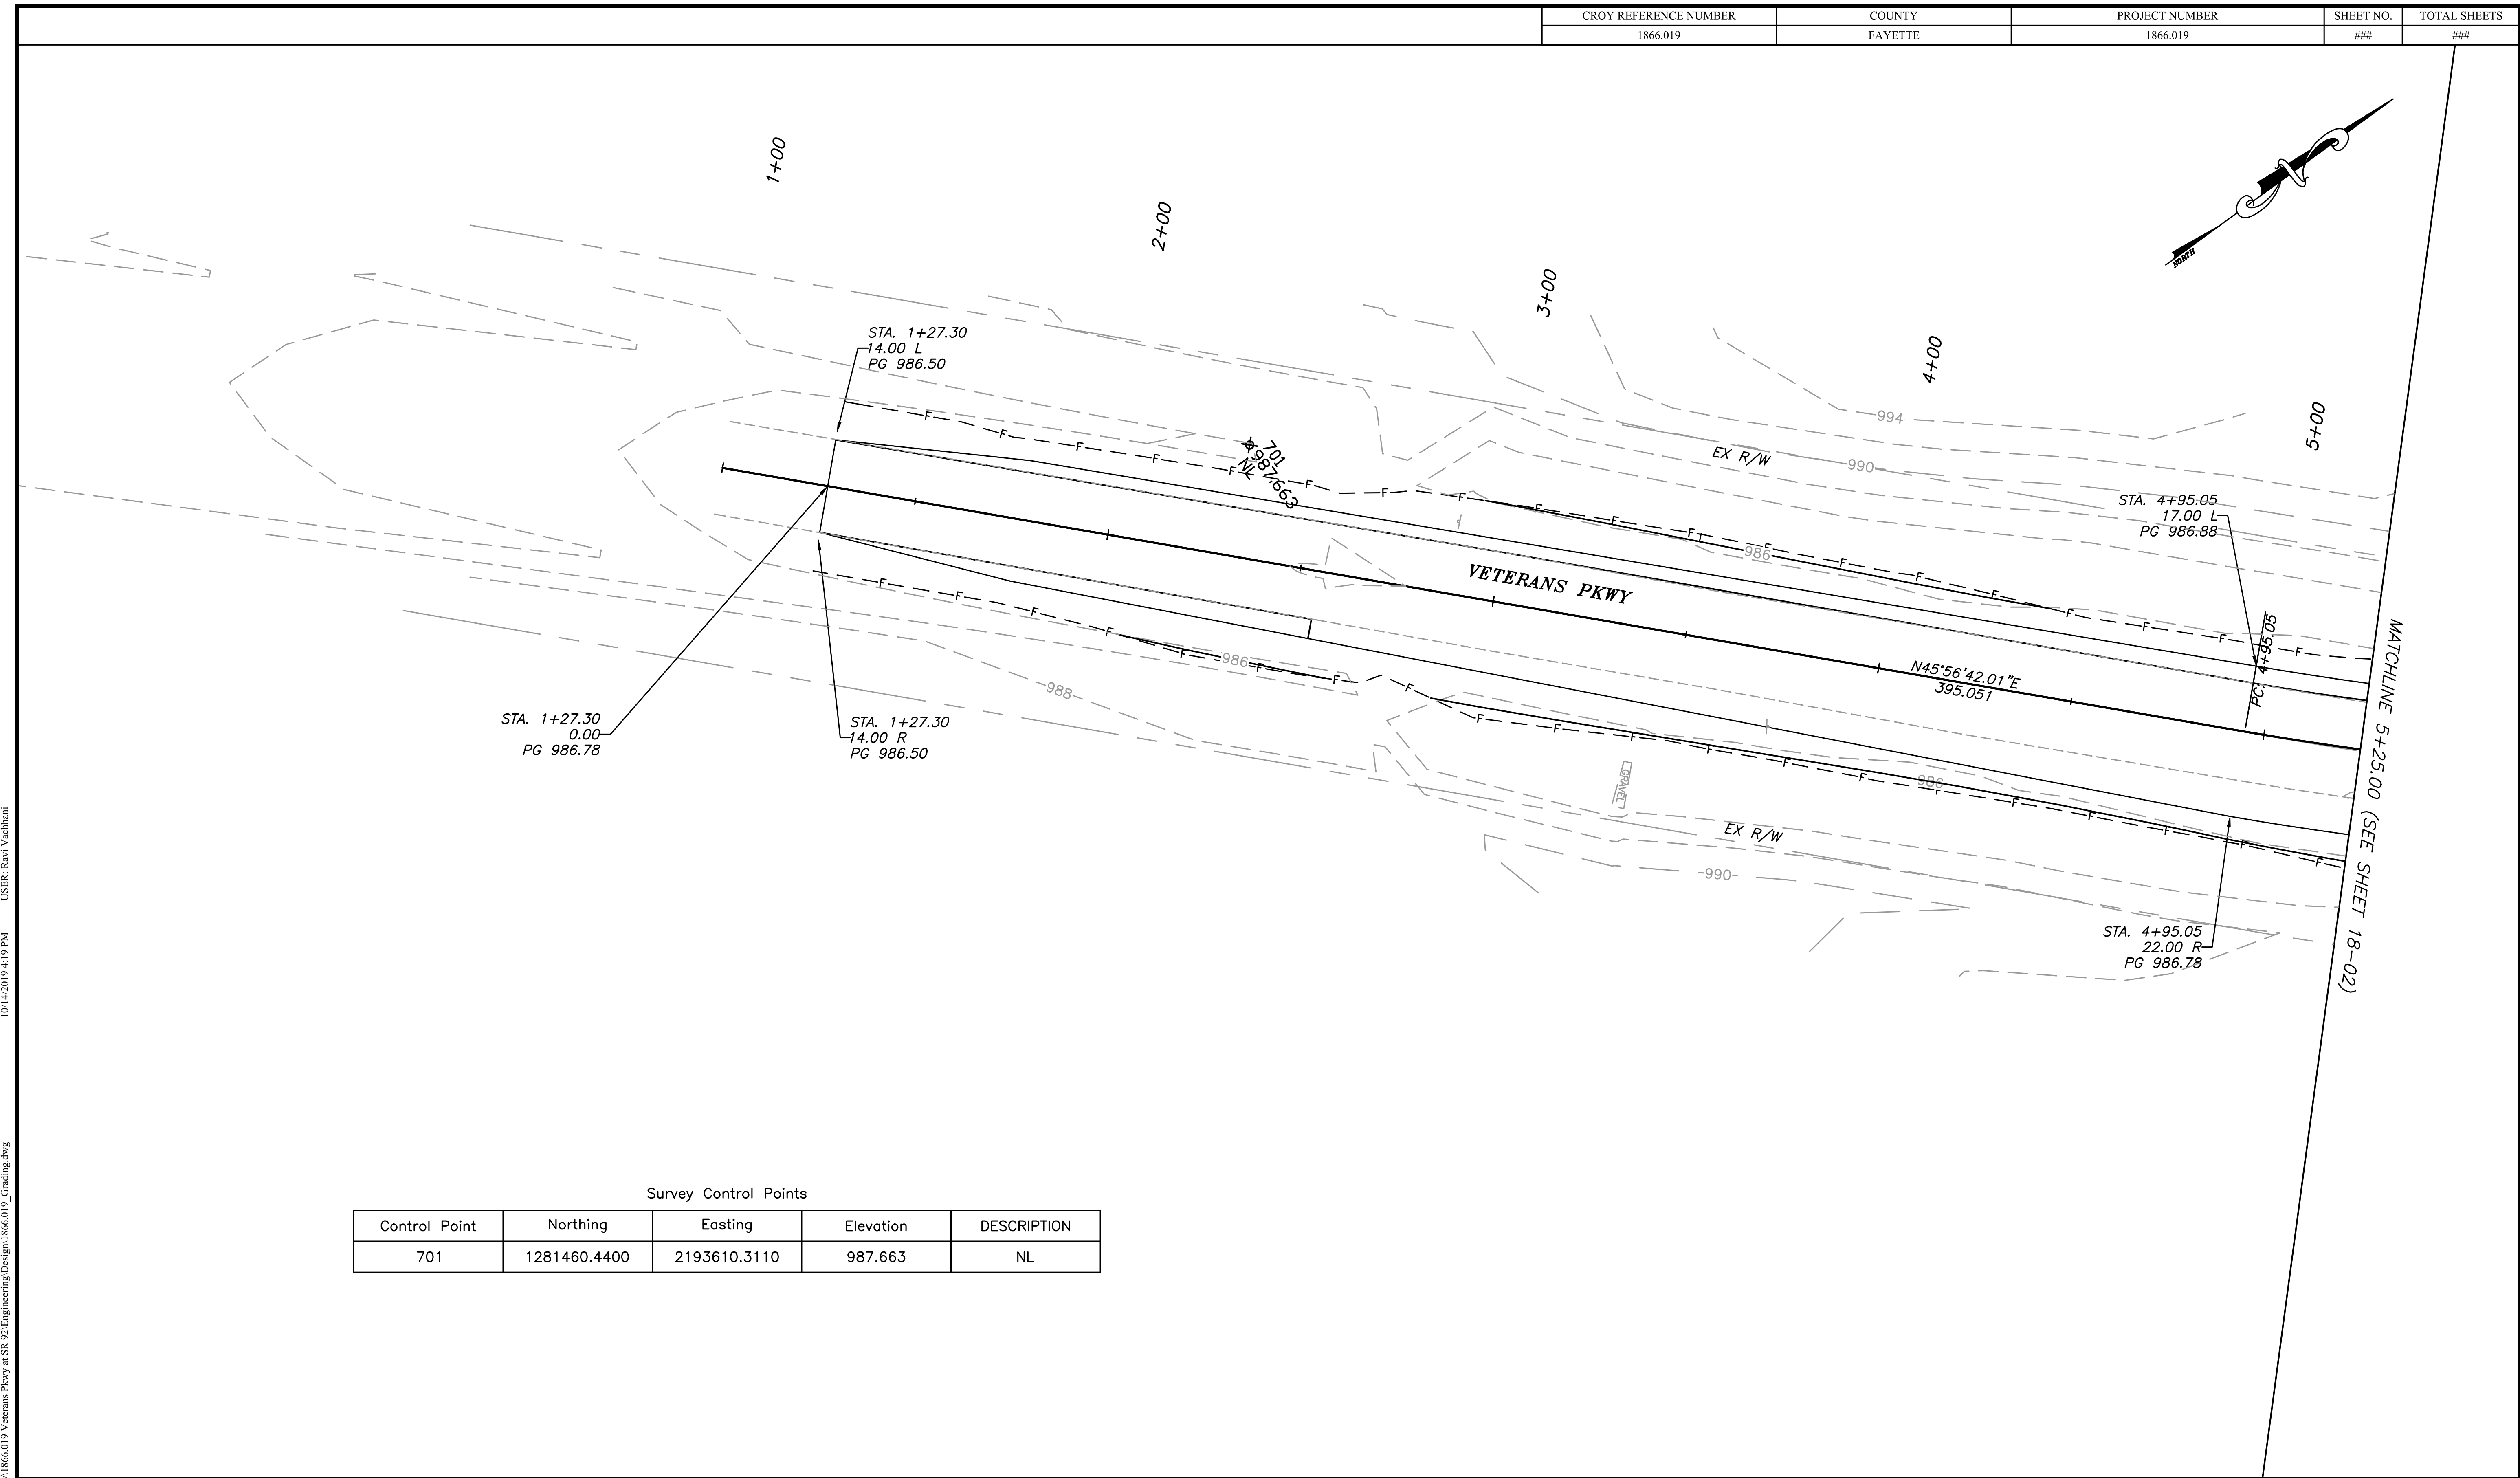 CROY REFERENCE NUMBER COUNTY PROJECT NUMBER SHEET NO. TOTAL SHEETS
1866.019 FAYETTE 1866.019 ### ###
NORTH
1+00
2+00
3+00
4+00
5+00
STA. 1+27.30
14.00 L
PG 986.50
701
987.663
NL
994
990
EX R/W
986
STA. 4+95.05
17.00 L
PG 986.88
VETERANS PKWY
PC: 4+95.05
N45°56'42.01"E
395.051
MATCHLINE 5+25.00 (SEE SHEET 18-02)
986
988
STA. 1+27.30
0.00
PG 986.78
STA. 1+27.30
14.00 R
PG 986.50
GRAVEL
986
EX R/W
990
STA. 4+95.05
22.00 R
PG 986.78
F F F F F F F F F F F F F F F F F F F
F F F F F F F F F F F F F F F F F F F F
Survey Control Points
Control Point Northing Easting Elevation DESCRIPTION
701 1281460.4400 2193610.3110 987.663 NL
\1866.019 Veterans Pkwy at SR 92\Engineering\Design\1866.019_Grading.dwg 10/14/2019 4:19 PM USER: Ravi Vachhani